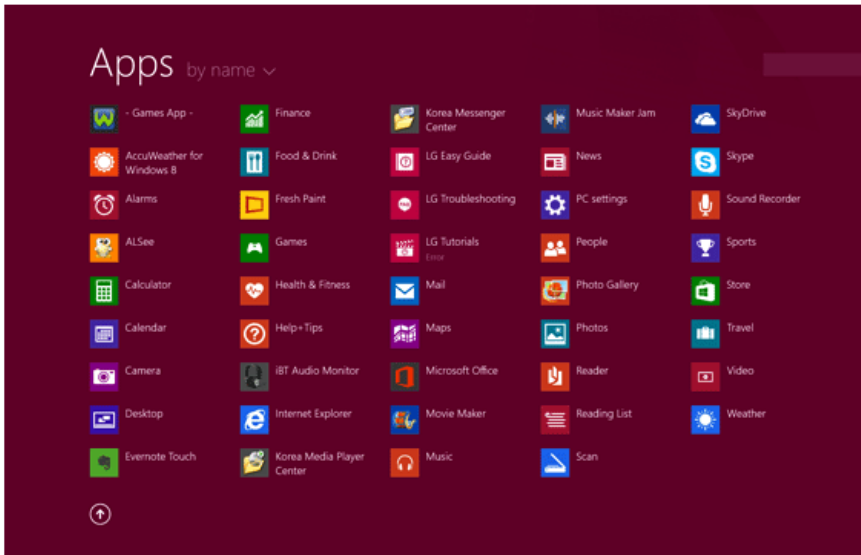 Apps by name
- Games App -
AccuWeather for
Windows 8
Alarms
ALSee
Calculator
Calendar
Camera
Desktop
Evernote Touch
Finance
Food & Drink
Fresh Paint
Games
Health & Fitness
Help+Tips
iBT Audio Monitor
Internet Explorer
Korea Media Player
Center
Korea Messenger
Center
LG Easy Guide
LG Troubleshooting
LG Tutorials
Error
Mail
Maps
Microsoft Office
Movie Maker
Music
Music Maker Jam
News
PC settings
People
Photo Gallery
Photos
Reader
Reading List
Scan
SkyDrive
Skype
Sound Recorder
Sports
Store
Travel
Video
Weather